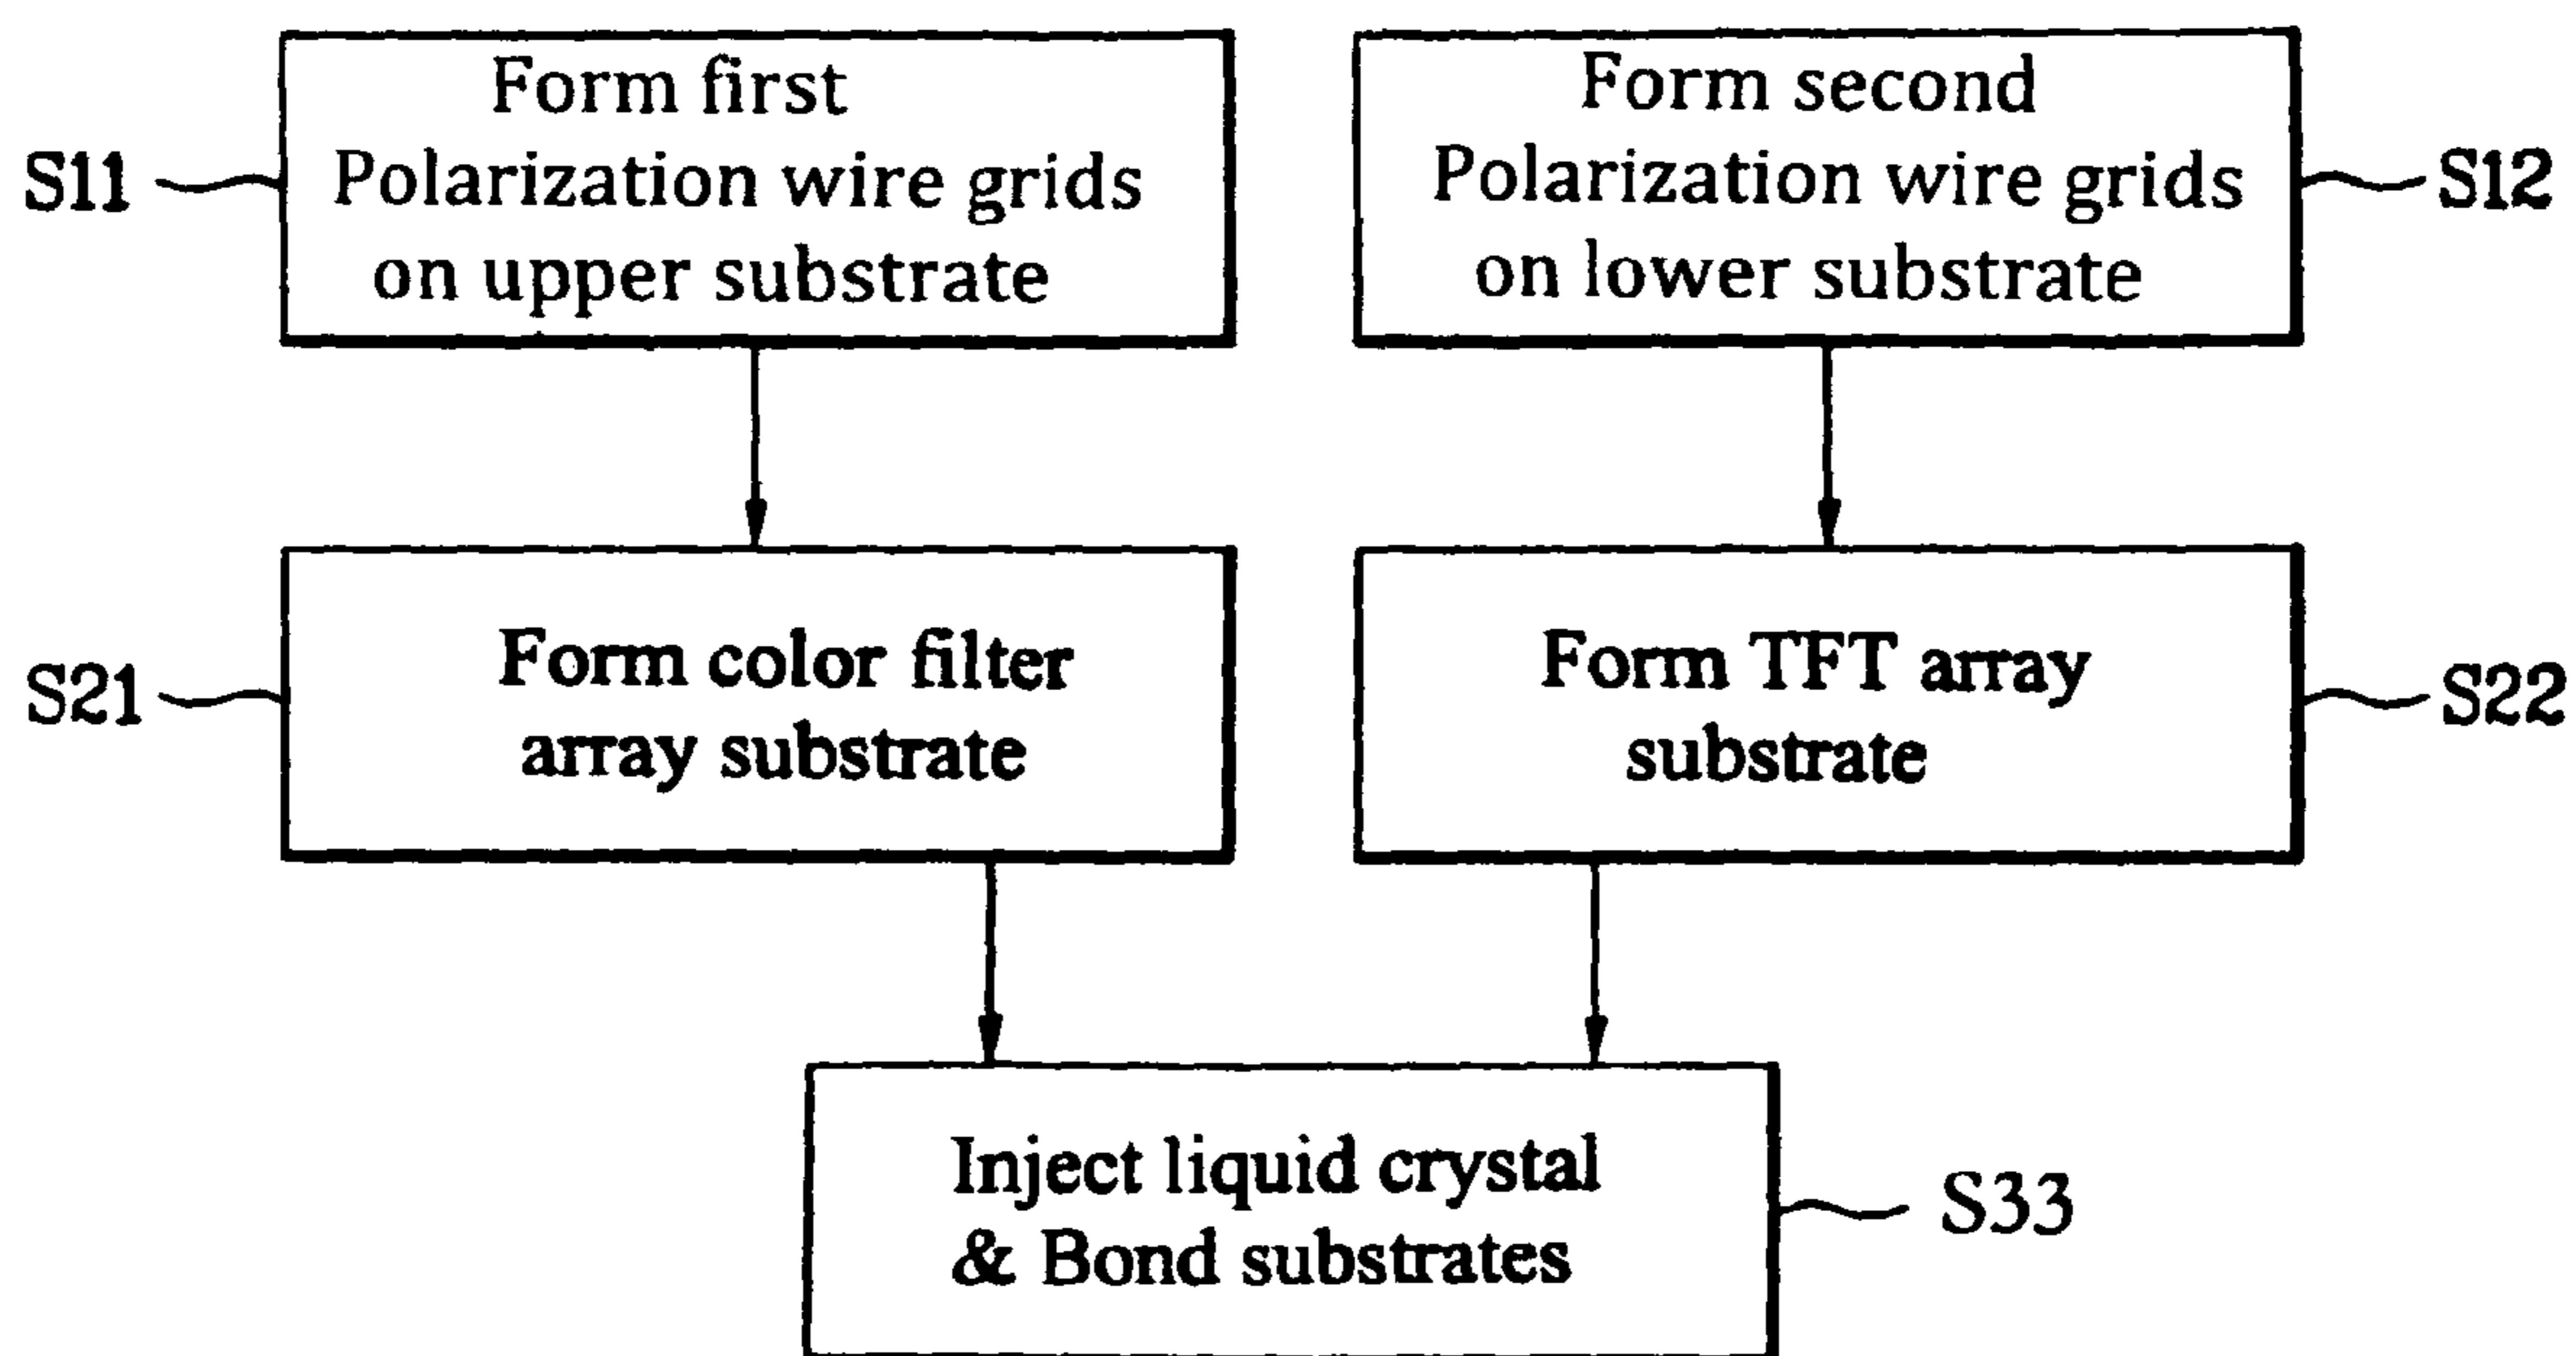 Form first
Polarization wire grids
on upper substrate
S11
Form second
Polarization wire grids
on lower substrate
S12
Form color filter
array substrate
S21
Form TFT array
substrate
S22
Inject liquid crystal
& Bond substrates
S33